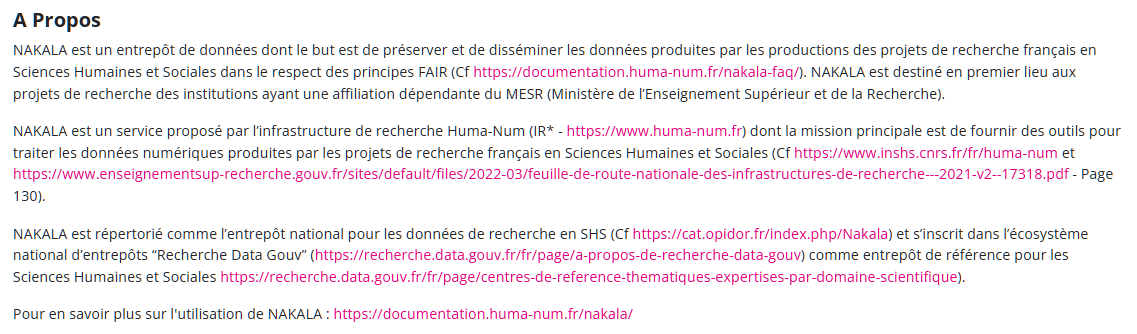 A Propos
NAKALA est un entrepôt de données dont le but est de préserver et de disséminer les données produites par les productions des projets de recherche français en
Sciences Humaines et Sociales dans le respect des principes FAIR (Cf https://documentation.huma-num.fr/nakala-faq/). NAKALA est destiné en premier lieu aux
projets de recherche des institutions ayant une affiliation dépendante du MESR (Ministère de l’Enseignement Supérieur et de la Recherche).
NAKALA est un service proposé par l’infrastructure de recherche Huma-Num (IR* - https://www.huma-num.fr) dont la mission principale est de fournir des outils pour
traiter les données numériques produites par les projets de recherche français en Sciences Humaines et Sociales (Cf https://www.inshs.cnrs.fr/fr/huma-num et
https://www.enseignementsup-recherche.gouv.fr/sites/default/files/2022-03/feuille-de-route-nationale-des-infrastructures-de-recherche---2021-v2--17318.pdf - Page
130).
NAKALA est répertorié comme l’entrepôt national pour les données de recherche en SHS (Cf https://cat.opidor.fr/index.php/Nakala) et s’inscrit dans l’écosystème
national d’entrepôts “Recherche Data Gouv” (https://recherche.data.gouv.fr/fr/page/a-propos-de-recherche-data-gouv) comme entrepôt de référence pour les
Sciences Humaines et Sociales https://recherche.data.gouv.fr/fr/page/centres-de-reference-thematiques-expertises-par-domaine-scientifique).
Pour en savoir plus sur l'utilisation de NAKALA : https://documentation.huma-num.fr/nakala/